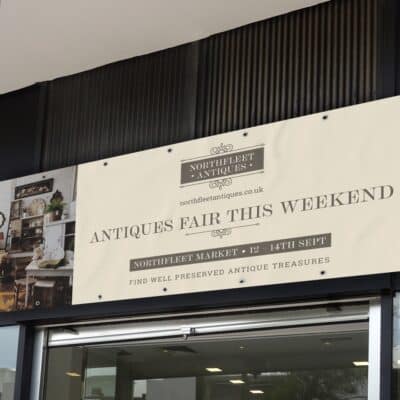 NORTHFLEET
• ANTIQUES •
northfleetantiques.co.uk
ANTIQUES FAIR THIS WEEKEND
NORTHFLEET MARKET • 12 - 14TH SEPT
FIND WELL PRESERVED ANTIQUE TREASURES